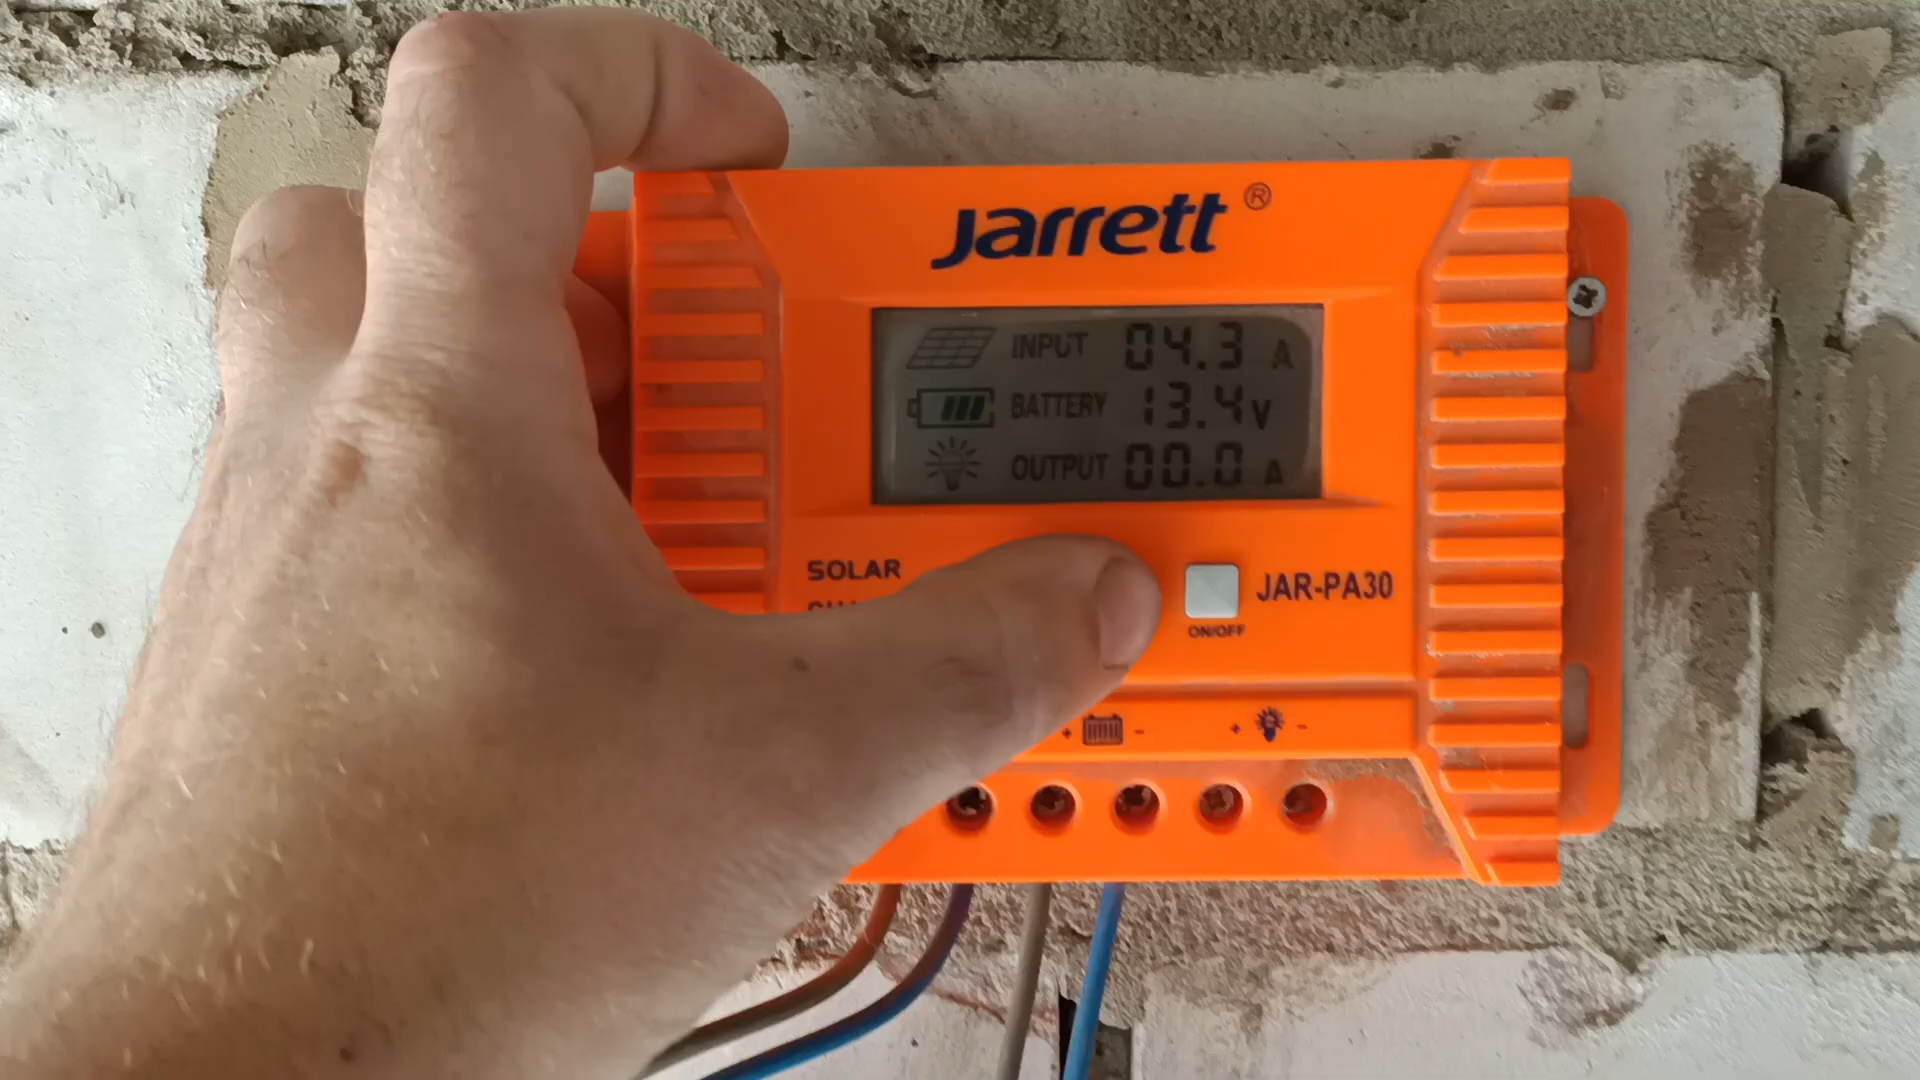 Jarrett ®
INPUT 04.3 A
BATTERY 13.4 V
OUTPUT 00.0 A
SOLAR
JAR-PA30
ON/OFF
+ -
+ -